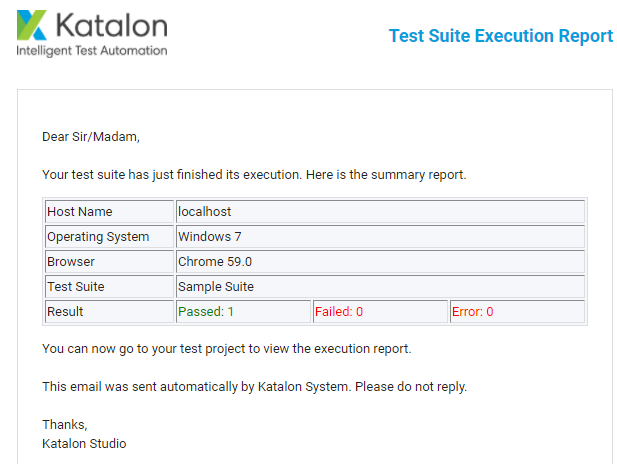 Katalon
Intelligent Test Automation
Test Suite Execution Report
Dear Sir/Madam,
Your test suite has just finished its execution. Here is the summary report.
Host Name localhost
Operating System Windows 7
Browser Chrome 59.0
Test Suite Sample Suite
Result Passed: 1 Failed: 0 Error: 0
You can now go to your test project to view the execution report.
This email was sent automatically by Katalon System. Please do not reply.
Thanks,
Katalon Studio